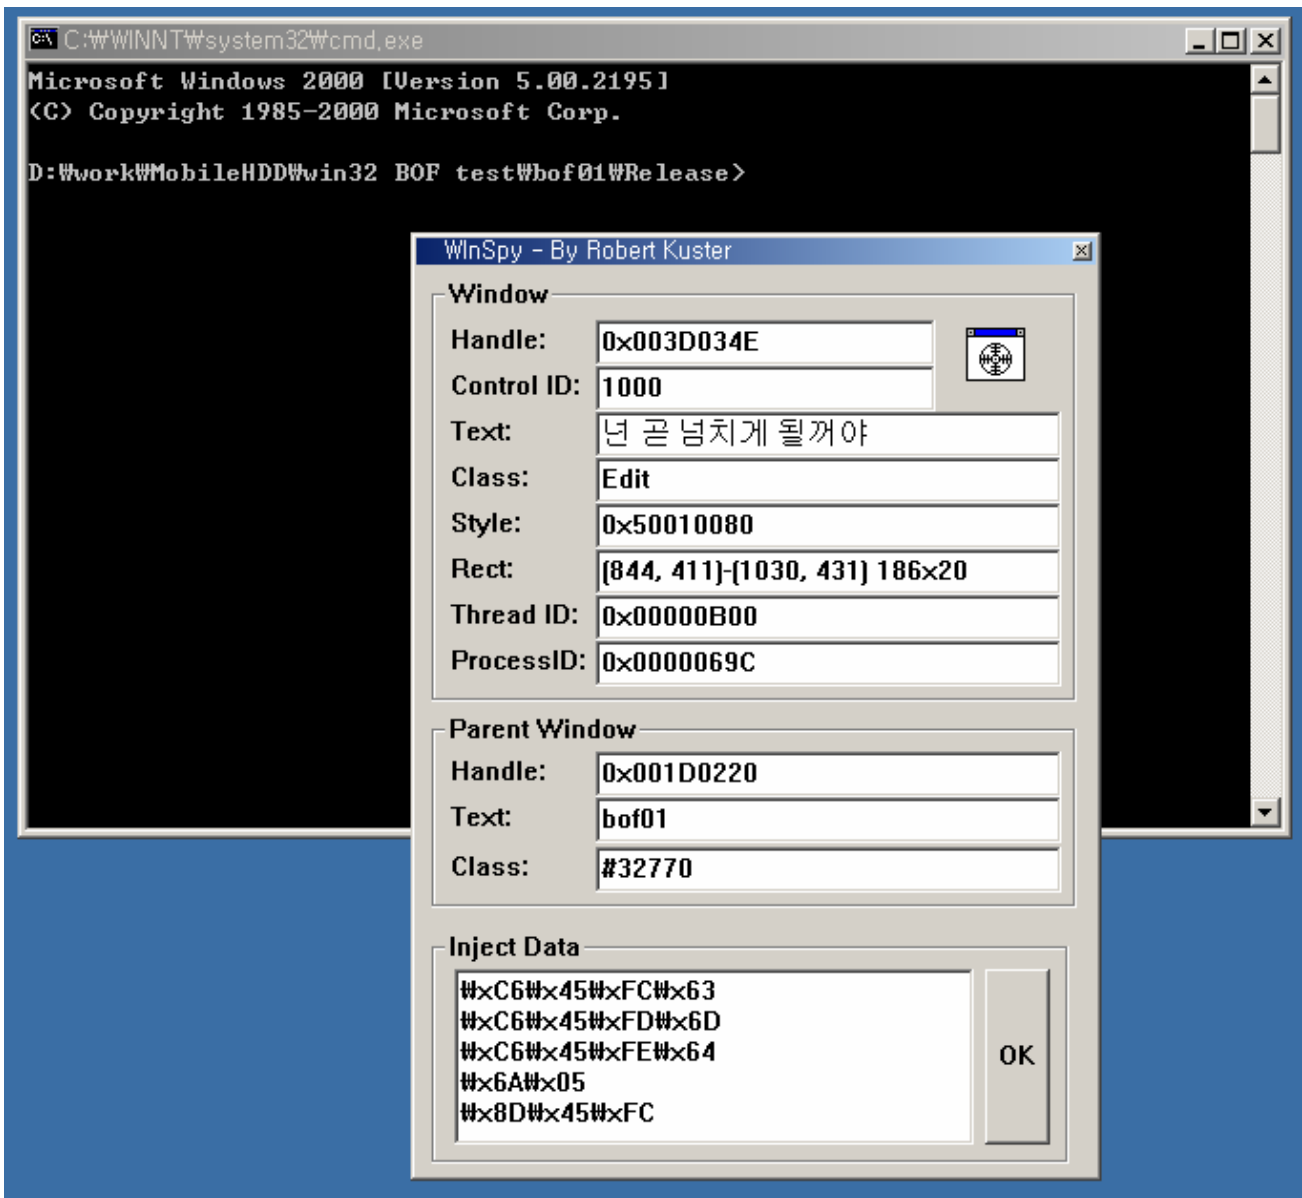 C:₩WINNT₩system32₩cmd.exe
Microsoft Windows 2000 [Version 5.00.2195]
(C) Copyright 1985-2000 Microsoft Corp.
D:₩work₩MobileHDD₩win32 BOF test₩bof01₩Release>
WInSpy - By Robert Kuster
Window
Handle: 0x003D034E
Control ID: 1000
Text: 넌 곧 넘치게 될꺼야
Class: Edit
Style: 0x50010080
Rect: (844, 411)-(1030, 431) 186x20
Thread ID: 0x00000B00
ProcessID: 0x0000069C
Parent Window
Handle: 0x001D0220
Text: bof01
Class: #32770
Inject Data
₩xC6₩x45₩xFC₩x63
₩xC6₩x45₩xFD₩x6D
₩xC6₩x45₩xFE₩x64
₩x6A₩x05
₩x8D₩x45₩xFC
OK